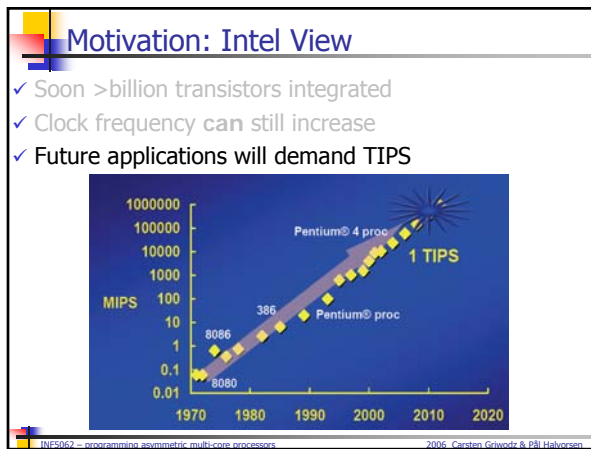 Motivation: Intel View
✓ Soon >billion transistors integrated
✓ Clock frequency can still increase
✓ Future applications will demand TIPS
1000000
100000
10000
1000
100
10
1
0.1
0.01
MIPS
Pentium® 4 proc
1 TIPS
386
Pentium® proc
8086
8080
1970 1980 1990 2000 2010 2020
INF5062 – programming asymmetric multi-core processors 2006 Carsten Griwodz & Pål Halvorsen